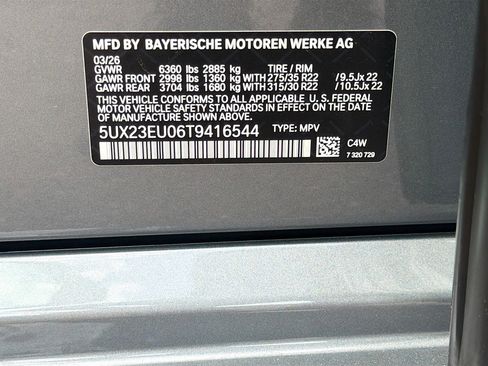 MFD BY BAYERISCHE MOTOREN WERKE AG
03/26
GVWR 6360 lbs 2885 kg TIRE / RIM
GAWR FRONT 2998 lbs 1360 kg WITH 275/35 R22 /9.5Jx 22
GAWR REAR 3704 lbs 1680 kg WITH 315/30 R22 /10.5Jx 22
THIS VEHICLE CONFORMS TO ALL APPLICABLE U.S. FEDERAL
MOTOR VEHICLE SAFETY STANDARDS IN EFFECT ON
THE DATE OF MANUFACTURE SHOWN ABOVE.
5UX23EU06T9416544 TYPE: MPV
C4W
7 320 729